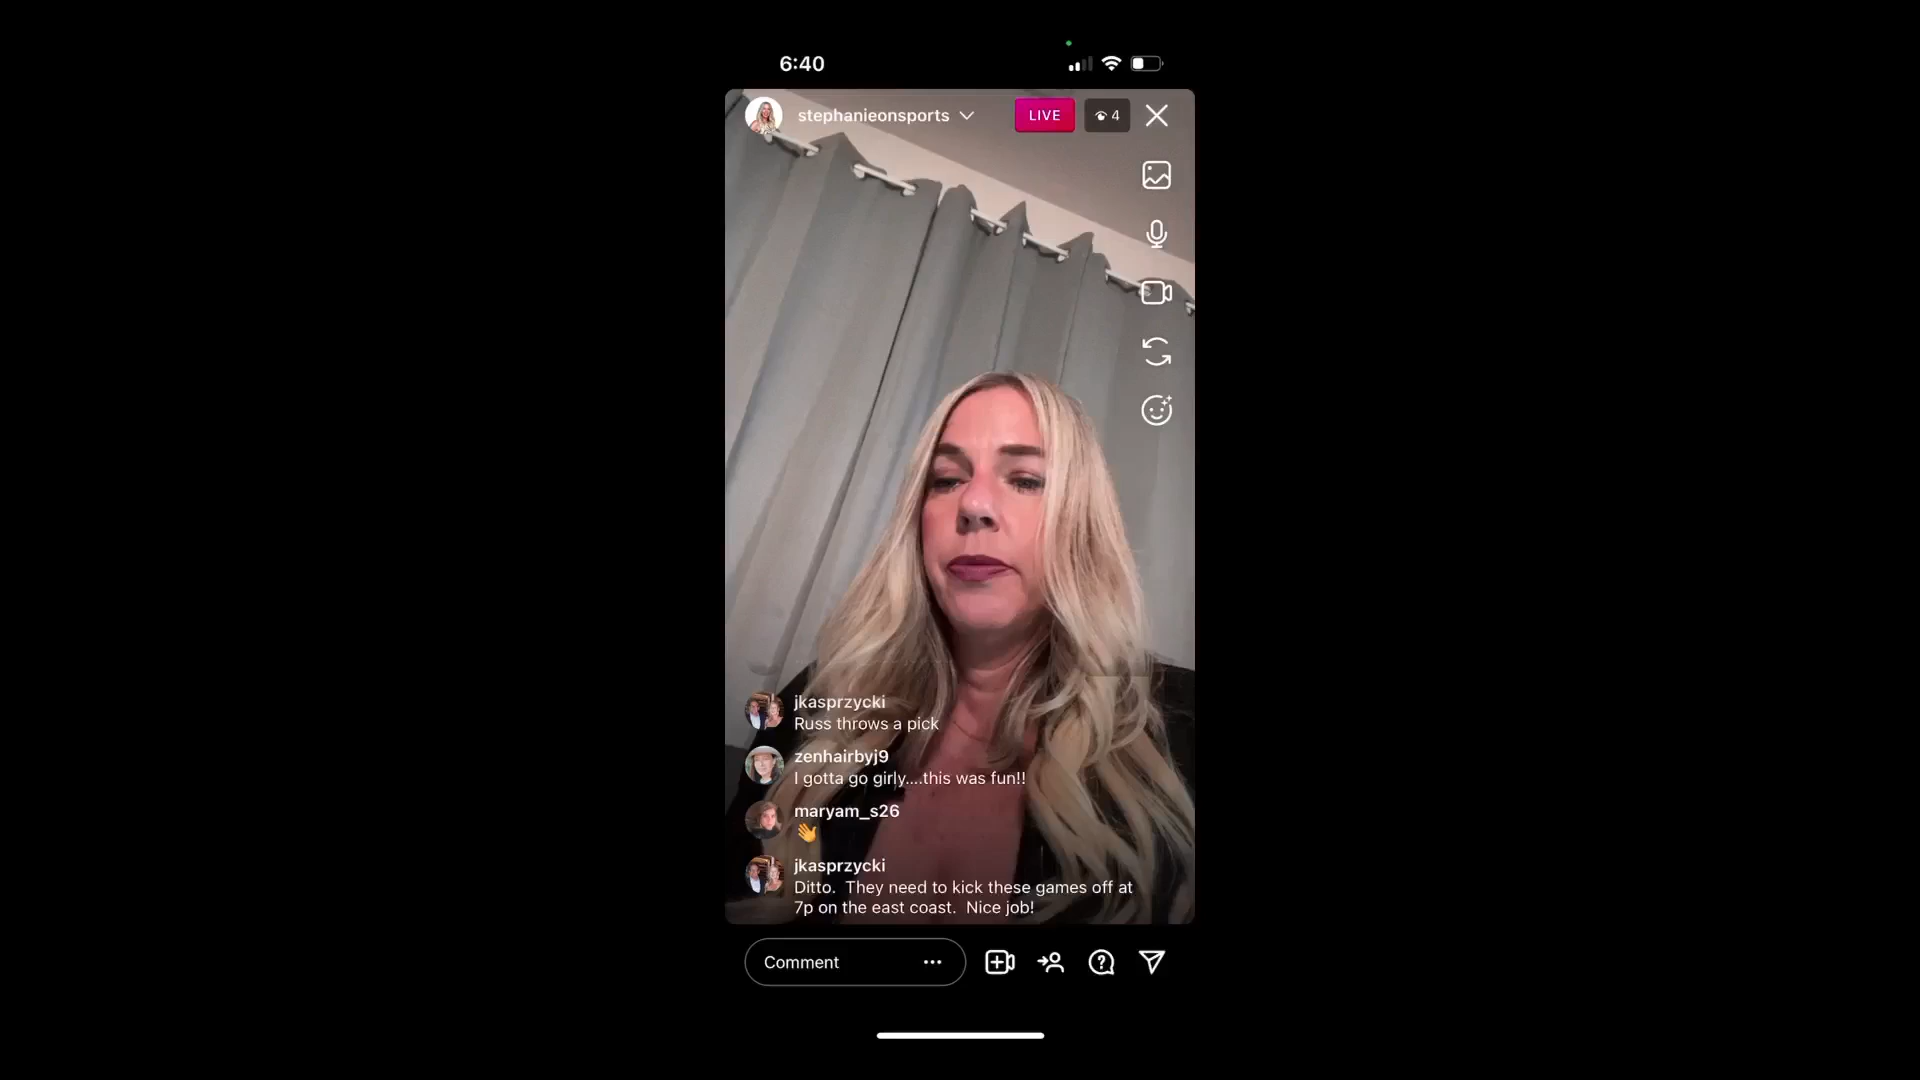 6:40
stephanieonsports
LIVE
4
jkasprzycki
Russ throws a pick
zenhairbyj9
I gotta go girly....this was fun!!
maryam_s26
👋
jkasprzycki
Ditto.  They need to kick these games off at
7p on the east coast.  Nice job!
Comment